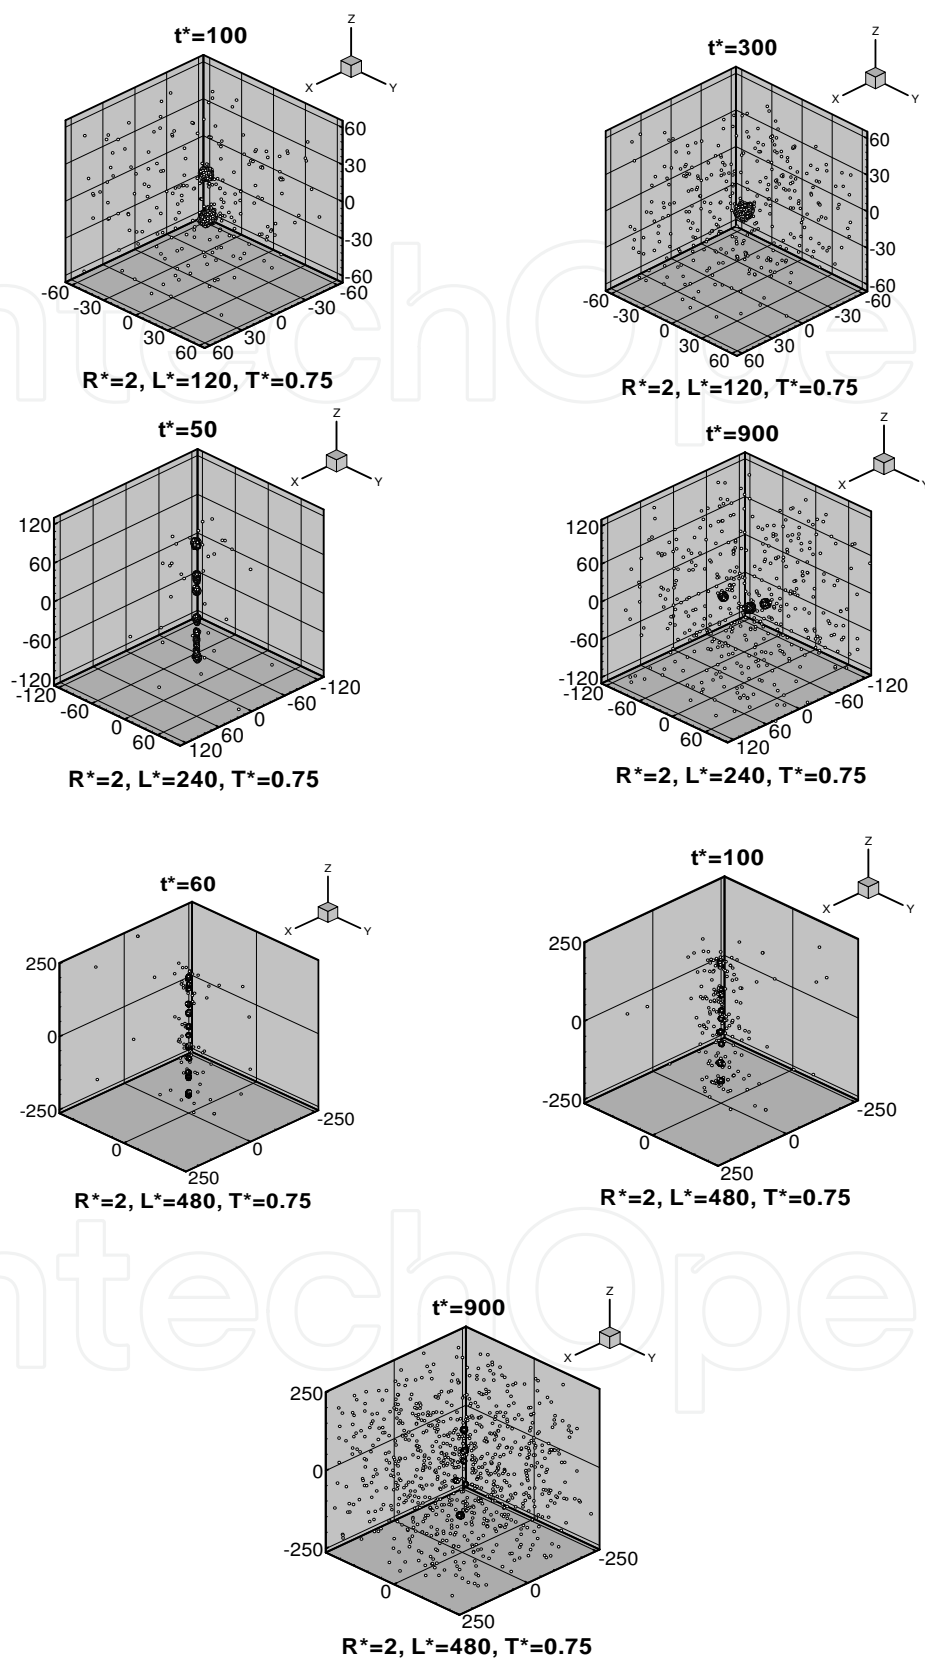 t*=100
Z
X
Y
60
30
0
-30
-60
-60
-60
-30
-30
0
0
30
30
60
60
R*=2, L*=120, T*=0.75
t*=300
Z
X
Y
60
30
0
-30
-60
-60
-60
-30
-30
0
0
30
30
60
60
R*=2, L*=120, T*=0.75
t*=50
Z
X
Y
120
60
0
-60
-120
-120
-120
-60
-60
0
0
60
60
120
R*=2, L*=240, T*=0.75
t*=900
Z
X
Y
120
60
0
-60
-120
-120
-120
-60
-60
0
0
60
60
120
R*=2, L*=240, T*=0.75
t*=60
Z
X
Y
250
0
-250
-250
0
0
250
R*=2, L*=480, T*=0.75
t*=100
Z
X
Y
250
0
-250
-250
0
0
250
R*=2, L*=480, T*=0.75
t*=900
Z
X
Y
250
0
-250
-250
0
0
250
R*=2, L*=480, T*=0.75
ntechOpe
ntechOpe